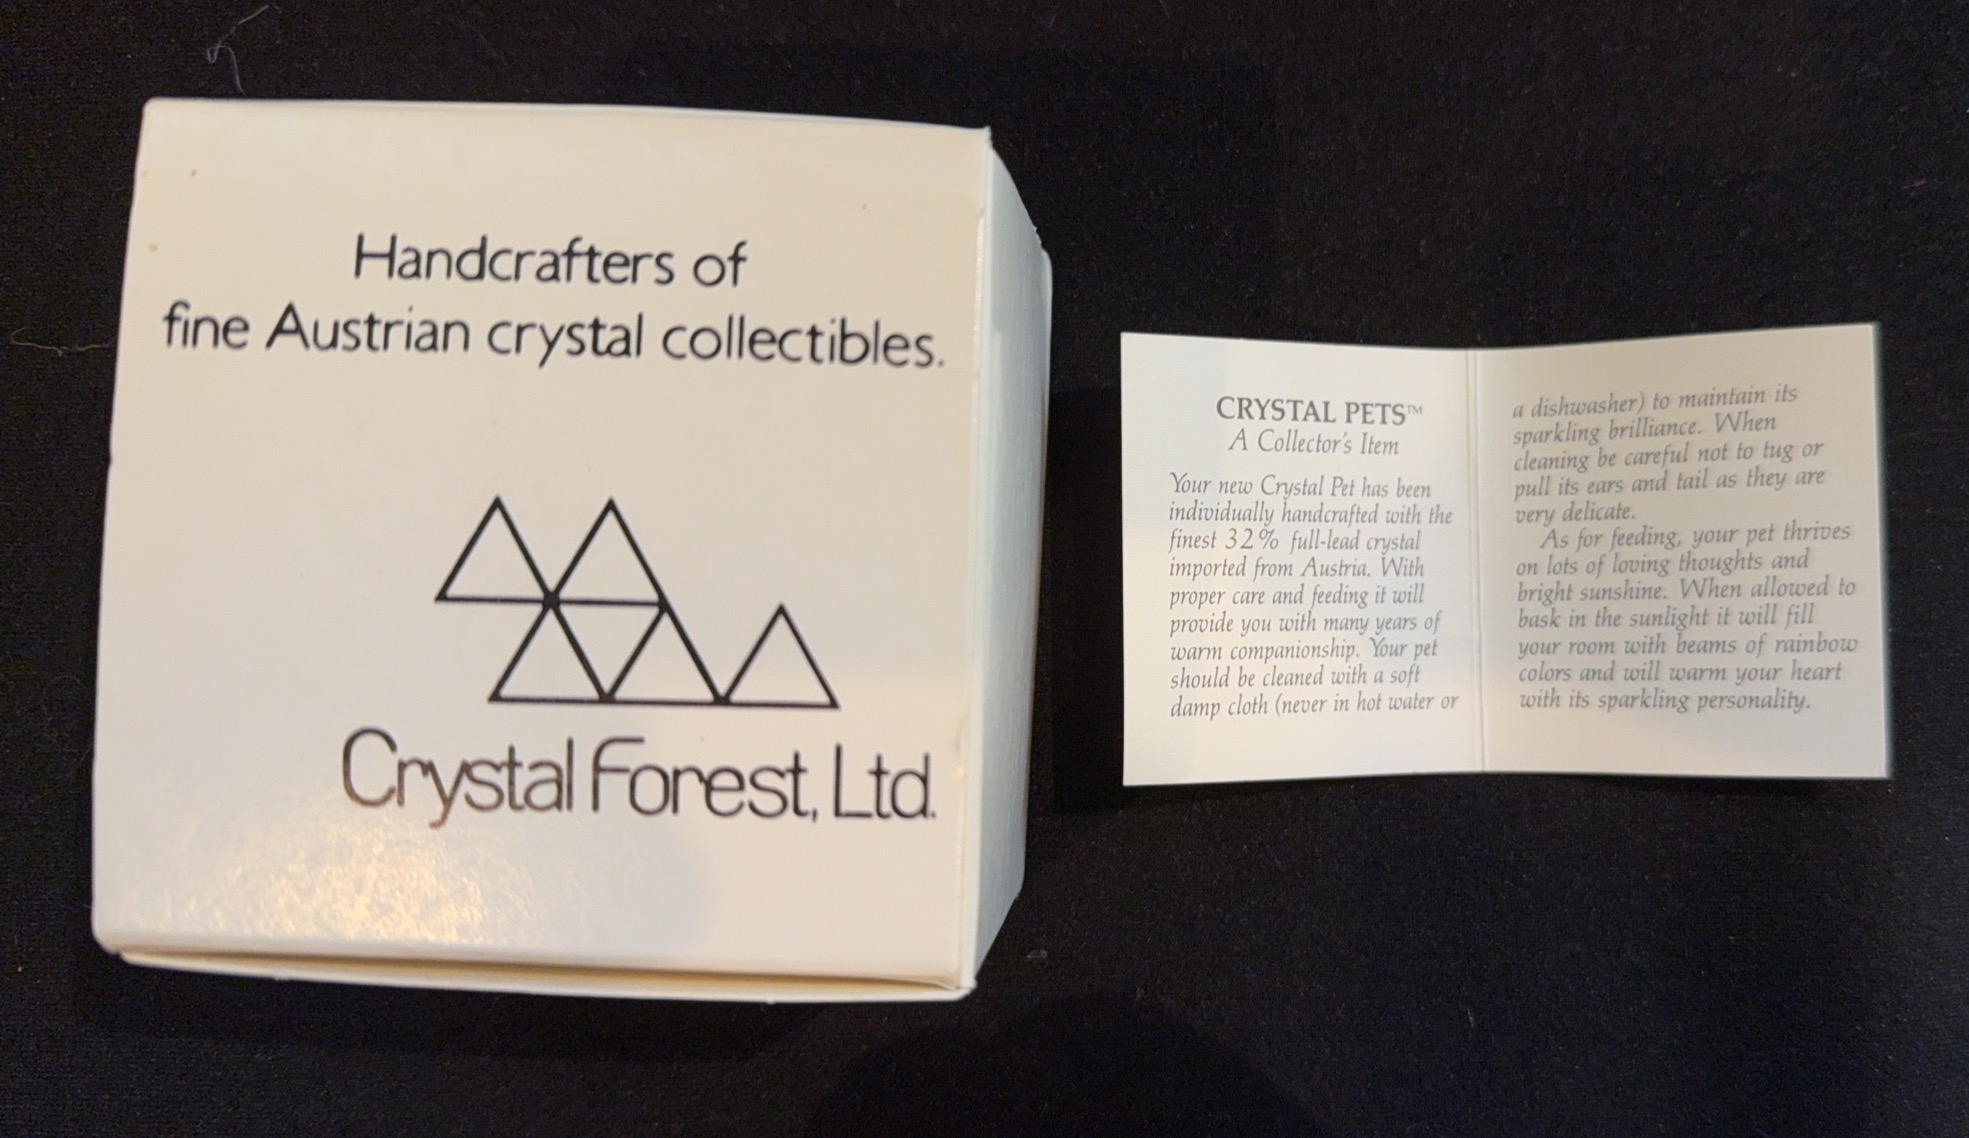 Handcrafters of
fine Austrian crystal collectibles.
Crystal Forest, Ltd.
CRYSTAL PETS™
A Collector's Item
Your new Crystal Pet has been
individually handcrafted with the
finest 32% full-lead crystal
imported from Austria. With
proper care and feeding it will
provide you with many years of
warm companionship. Your pet
should be cleaned with a soft
damp cloth (never in hot water or
a dishwasher) to maintain its
sparkling brilliance. When
cleaning be careful not to tug or
pull its ears and tail as they are
very delicate.
As for feeding, your pet thrives
on lots of loving thoughts and
bright sunshine. When allowed to
bask in the sunlight it will fill
your room with beams of rainbow
colors and will warm your heart
with its sparkling personality.